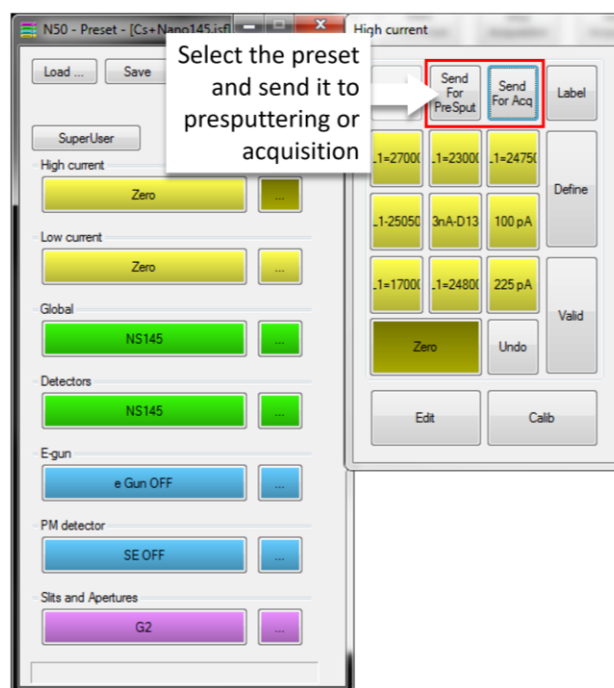 N50 - Preset - [Cs+Nano145.isf]
Load ...
Save
Select the preset
and send it to
presputtering or
acquisition
SuperUser
High current
Zero
...
Low current
Zero
...
Global
NS145
...
Detectors
NS145
...
E-gun
e Gun OFF
...
PM detector
SE OFF
...
Slits and Apertures
G2
...
High current
Send
For
PreSput
Send
For Acq
Label
.1=27000
.1=23000
.1=24750
Define
.1-25050
3nA-D13
100 pA
.1=17000
.1=24800
225 pA
Valid
Zero
Undo
Edit
Calib